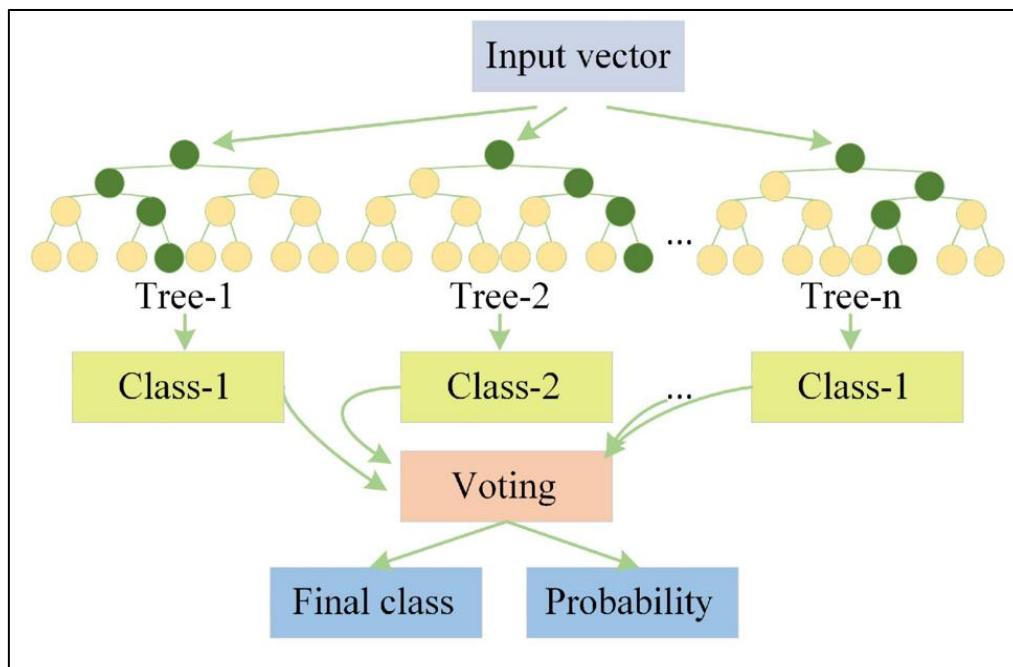 Input vector
...
Tree-1
Tree-2
Tree-n
Class-1
Class-2
...
Class-1
Voting
Final class
Probability